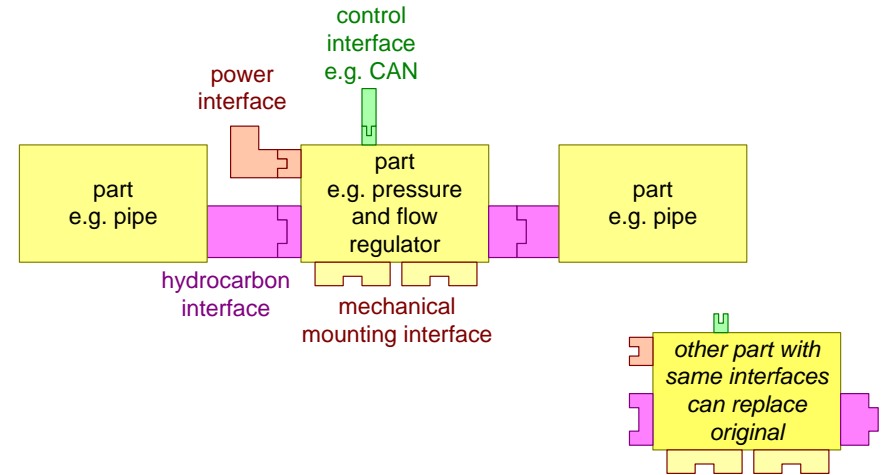 control
interface
e.g. CAN
power
interface
part
e.g. pipe
part
e.g. pressure
and flow
regulator
part
e.g. pipe
hydrocarbon
interface
mechanical
mounting interface
other part with
same interfaces
can replace
original